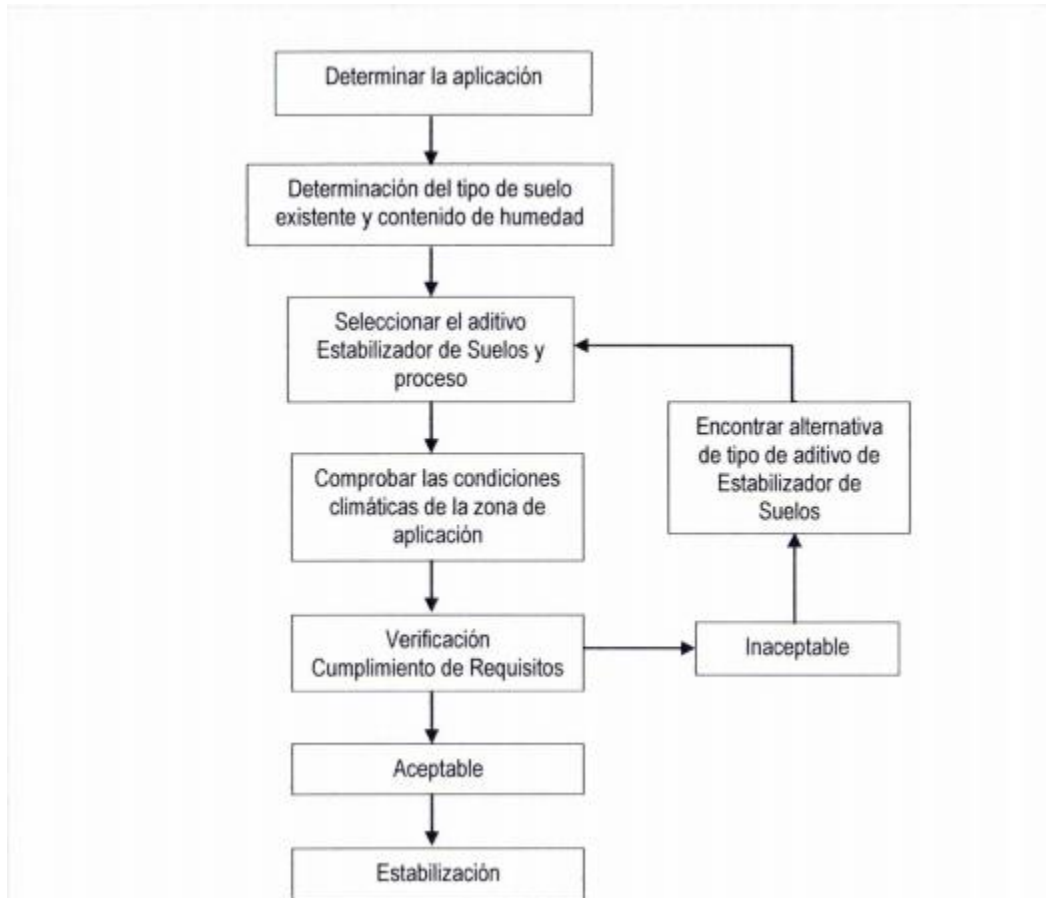 Determinar la aplicación
Determinación del tipo de suelo
existente y contenido de humedad
Seleccionar el aditivo
Estabilizador de Suelos y
proceso
Comprobar las condiciones
climáticas de la zona de
aplicación
Verificación
Cumplimiento de Requisitos
Inaceptable
Encontrar alternativa
de tipo de aditivo de
Estabilizador de
Suelos
Aceptable
Estabilización